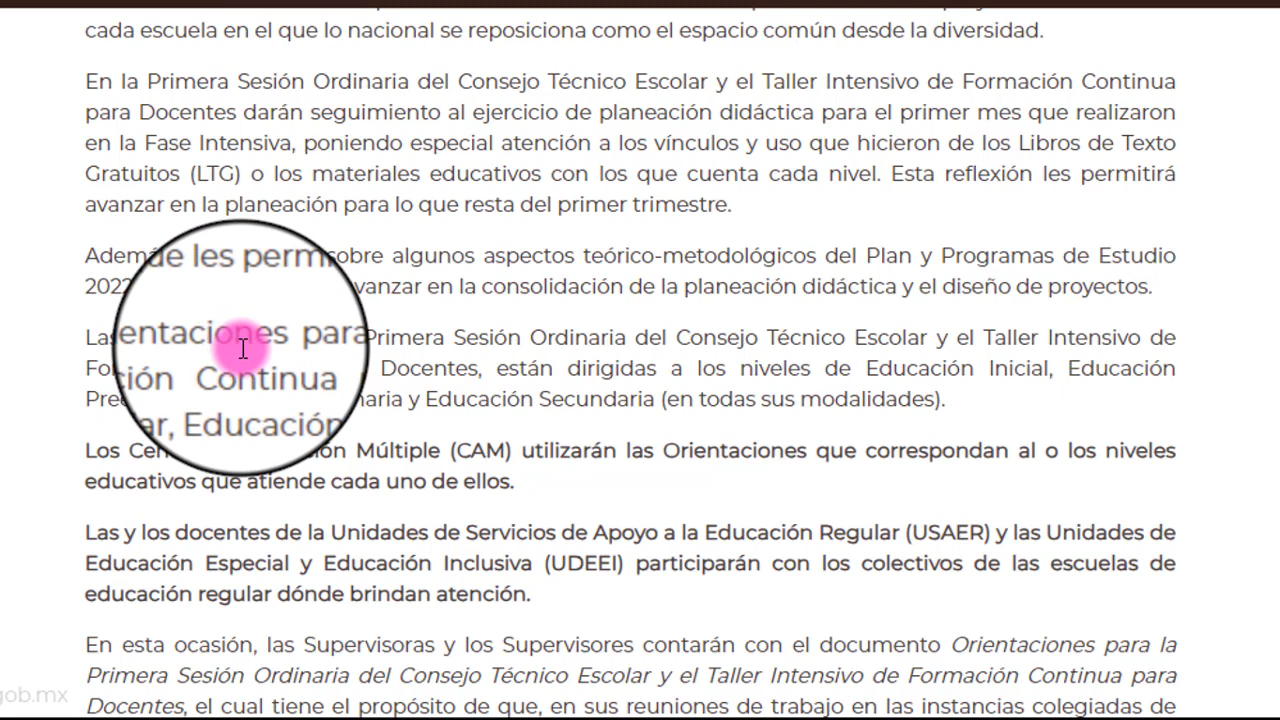 cada escuela en el que lo nacional se reposiciona como el espacio común desde la diversidad.
En la Primera Sesión Ordinaria del Consejo Técnico Escolar y el Taller Intensivo de Formación Continua
para Docentes darán seguimiento al ejercicio de planeación didáctica para el primer mes que realizaron
en la Fase Intensiva, poniendo especial atención a los vínculos y uso que hicieron de los Libros de Texto
Gratuitos (LTG) o los materiales educativos con los que cuenta cada nivel. Esta reflexión les permitirá
avanzar en la planeación para lo que resta del primer trimestre.
de les perm sobre algunos aspectos teórico-metodológicos del Plan y Programas de Estudio
avanzar en la consolidación de la planeación didáctica y el diseño de proyectos.
Las entaciones para Primera Sesión Ordinaria del Consejo Técnico Escolar y el Taller Intensivo de
ción Continua Docentes, están dirigidas a los niveles de Educación Inicial, Educación
ar, Educación naria y Educación Secundaria (en todas sus modalidades).
Los Cen ón Múltiple (CAM) utilizarán las Orientaciones que correspondan al o los niveles
educativos que atiende cada uno de ellos.
Las y los docentes de la Unidades de Servicios de Apoyo a la Educación Regular (USAER) y las Unidades de
Educación Especial y Educación Inclusiva (UDEEI) participarán con los colectivos de las escuelas de
educación regular dónde brindan atención.
En esta ocasión, las Supervisoras y los Supervisores contarán con el documento Orientaciones para la
Primera Sesión Ordinaria del Consejo Técnico Escolar y el Taller Intensivo de Formación Continua para
Docentes, el cual tiene el propósito de que, en sus reuniones de trabajo en las instancias colegiadas de
gob.mx